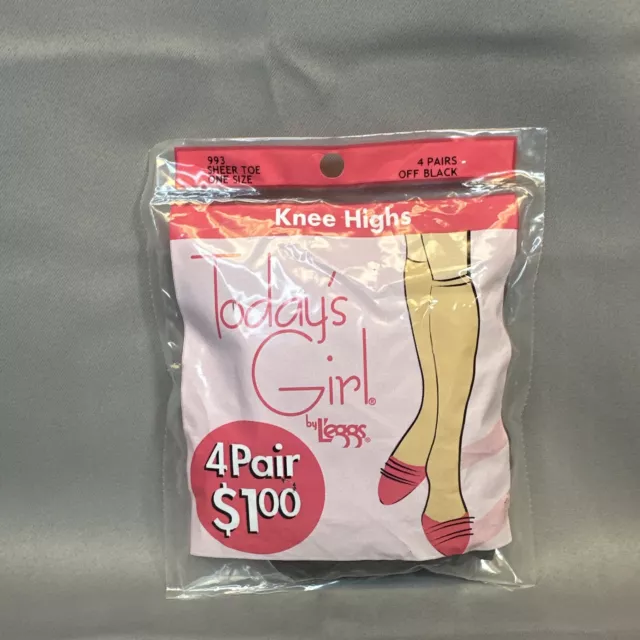 993
SHEER TOE
ONE SIZE
4 PAIRS
OFF BLACK
Knee Highs
Today's
Girl®
by L'eggs®
4 Pair
$1.00